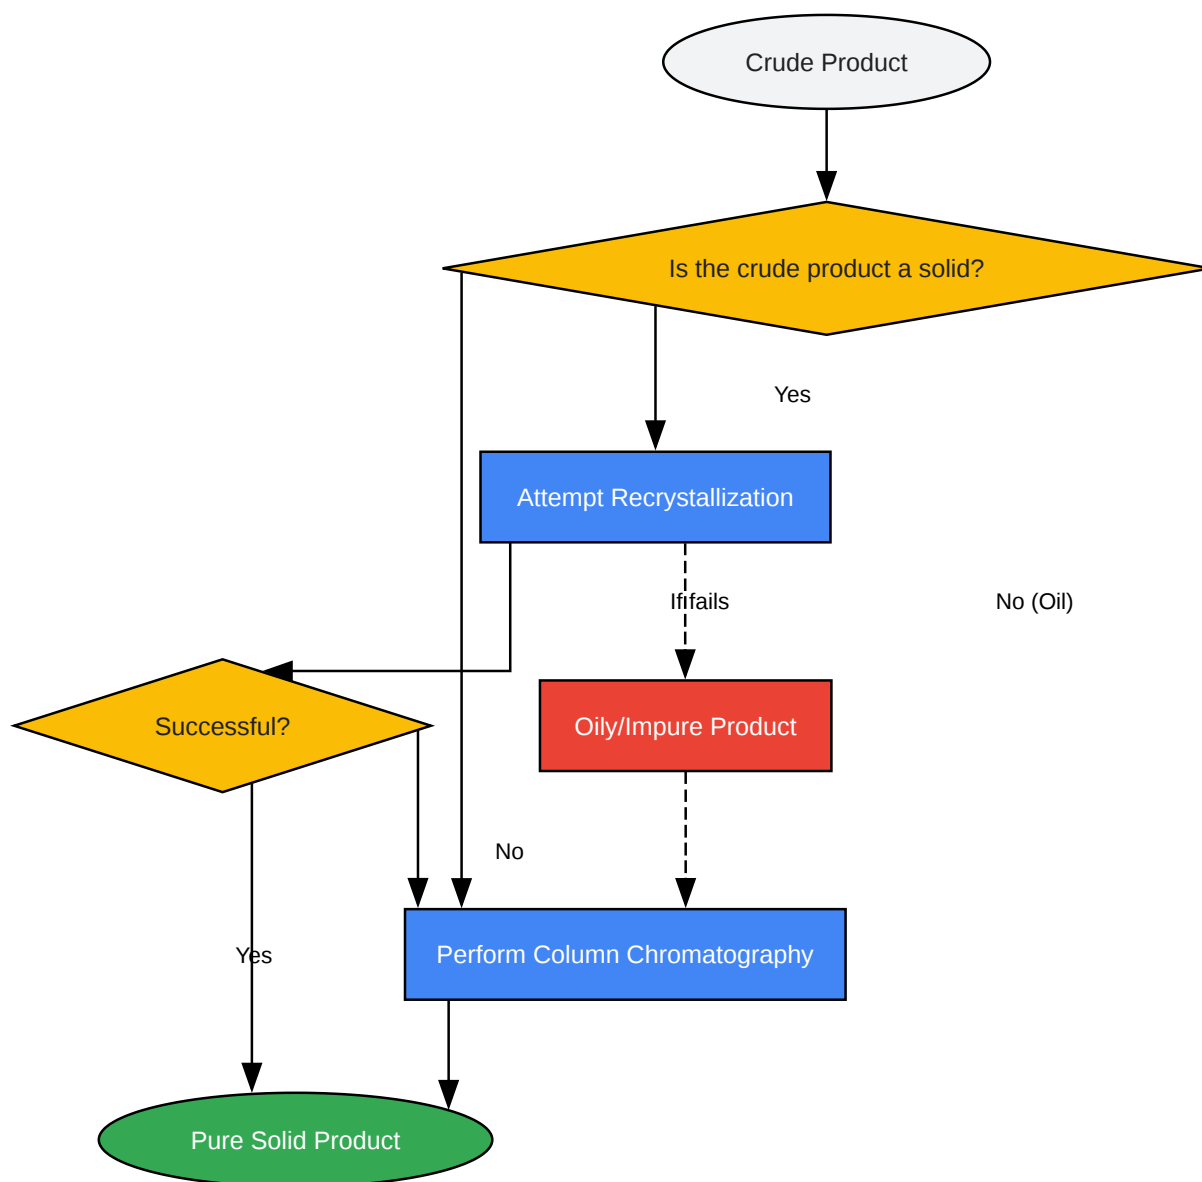 Crude Product
Is the crude product a solid?
Yes
Attempt Recrystallization
If fails
No (Oil)
Successful?
Oily/Impure Product
No
Yes
Perform Column Chromatography
Pure Solid Product